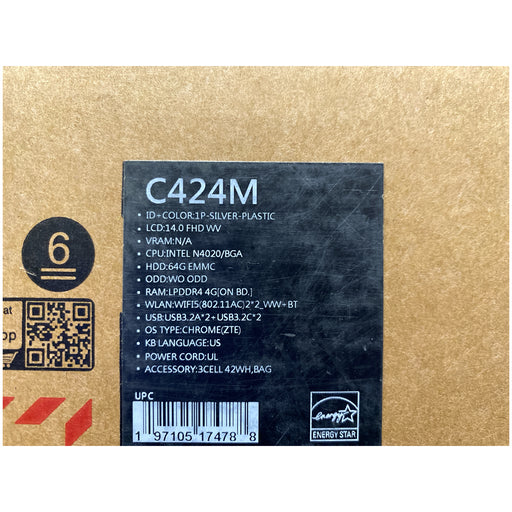 C424M
• ID+COLOR:1P-SILVER-PLASTIC
• LCD:14.0 FHD WV
• VRAM:N/A
• CPU:INTEL N4020/BGA
• HDD:64G EMMC
• ODD:WO ODD
• RAM:LPDDR4 4G[ON BD.]
• WLAN:WIFI5(802.11AC)2*2_WW+BT
• USB:USB3.2A*2+USB3.2C*2
• OS TYPE:CHROME(ZTE)
• KB LANGUAGE:US
• POWER CORD:UL
• ACCESSORY:3CELL 42WH,BAG
6
at
op
UPC
1 97105 17478 8
energy
ENERGY STAR